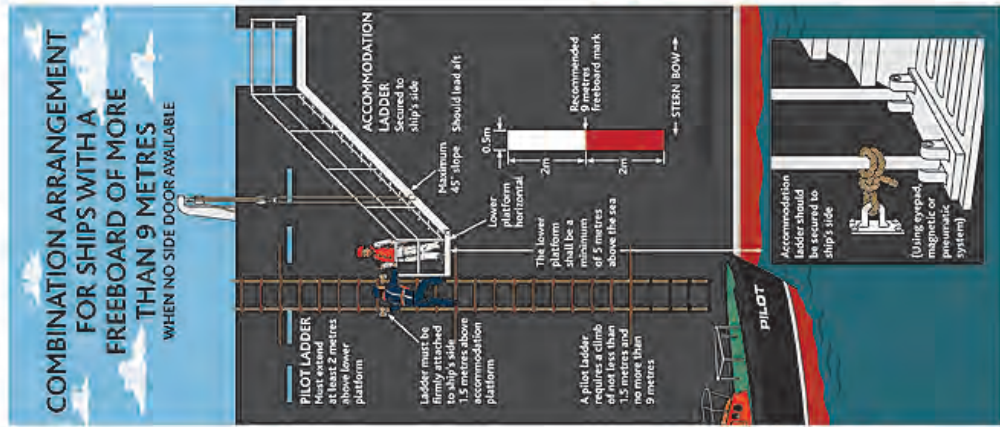 COMBINATION ARRANGEMENT
FOR SHIPS WITH A
FREEBOARD OF MORE
THAN 9 METRES
WHEN NO SIDE DOOR AVAILABLE
PILOT LADDER
Must extend
at least 2 metres
above lower
platform
Ladder must be
firmly attached
to ship's side
1.5 metres above
accommodation
platform
A pilot ladder
requires a climb
of not less than
1.5 metres and
no more than
9 metres
ACCOMMODATION
LADDER
Secured to
ship's side
Should lead aft
Maximum
45° slope
Lower
platform
horizontal
The lower
platform
shall be a
minimum
of 5 metres
above the sea
0.5m
2m
2m
Recommended
9 metres
freeboard mark
STERN BOW
PILOT
Accommodation
ladder should
be secured to
ship's side
(Using eyepad,
magnetic or
pneumatic
system)